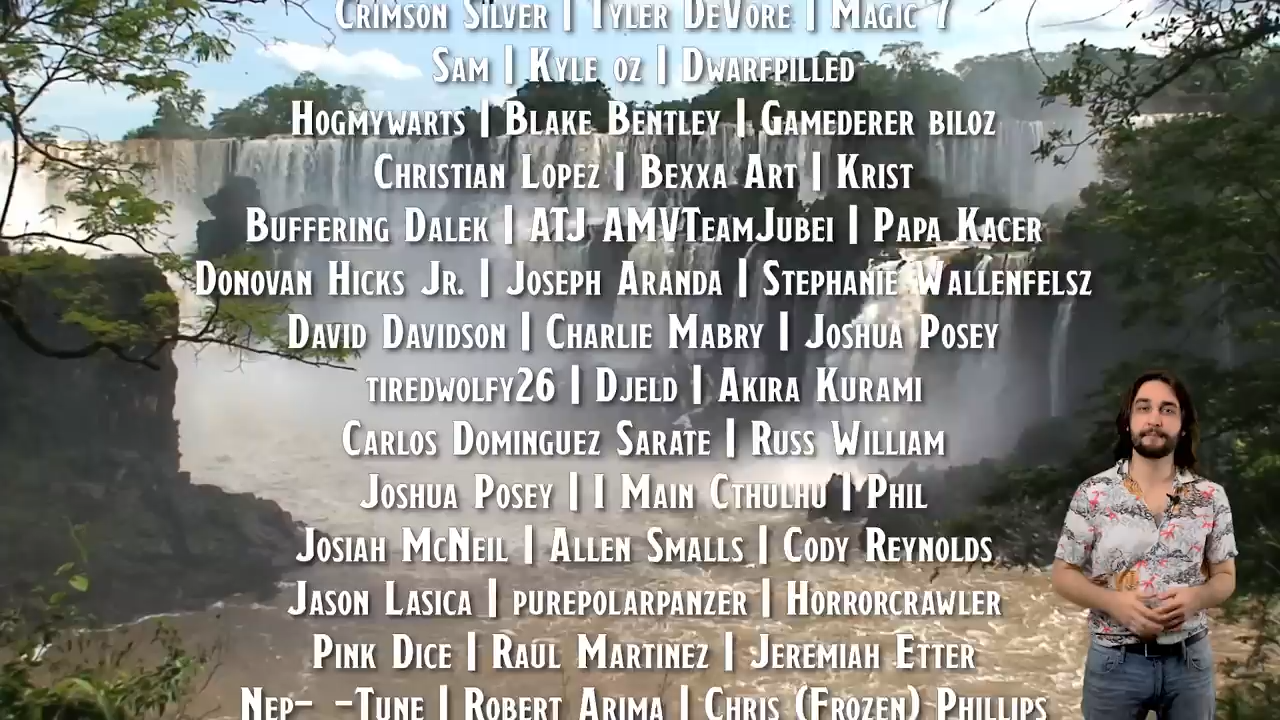 Crimson Silver | Tyler DeVore | Magic 7
Sam | Kyle oz | Dwarfpilled
Hogmywarts | Blake Bentley | Gamederer biloz
Christian Lopez | Bexxa Art | Krist
Buffering Dalek | ATJ AMVTeamJubei | Papa Kacer
Donovan Hicks Jr. | Joseph Aranda | Stephanie Wallenfelsz
David Davidson | Charlie Mabry | Joshua Posey
tiredwolfy26 | Djeld | Akira Kurami
Carlos Dominguez Sarate | Russ William
Joshua Posey | I Main Cthulhu | Phil
Josiah McNeil | Allen Smalls | Cody Reynolds
Jason Lasica | purepolarpanzer | Horrorcrawler
Pink Dice | Raúl Martinez | Jeremiah Etter
Nep- -Tune | Robert Arima | Chris (Frozen) Phillips